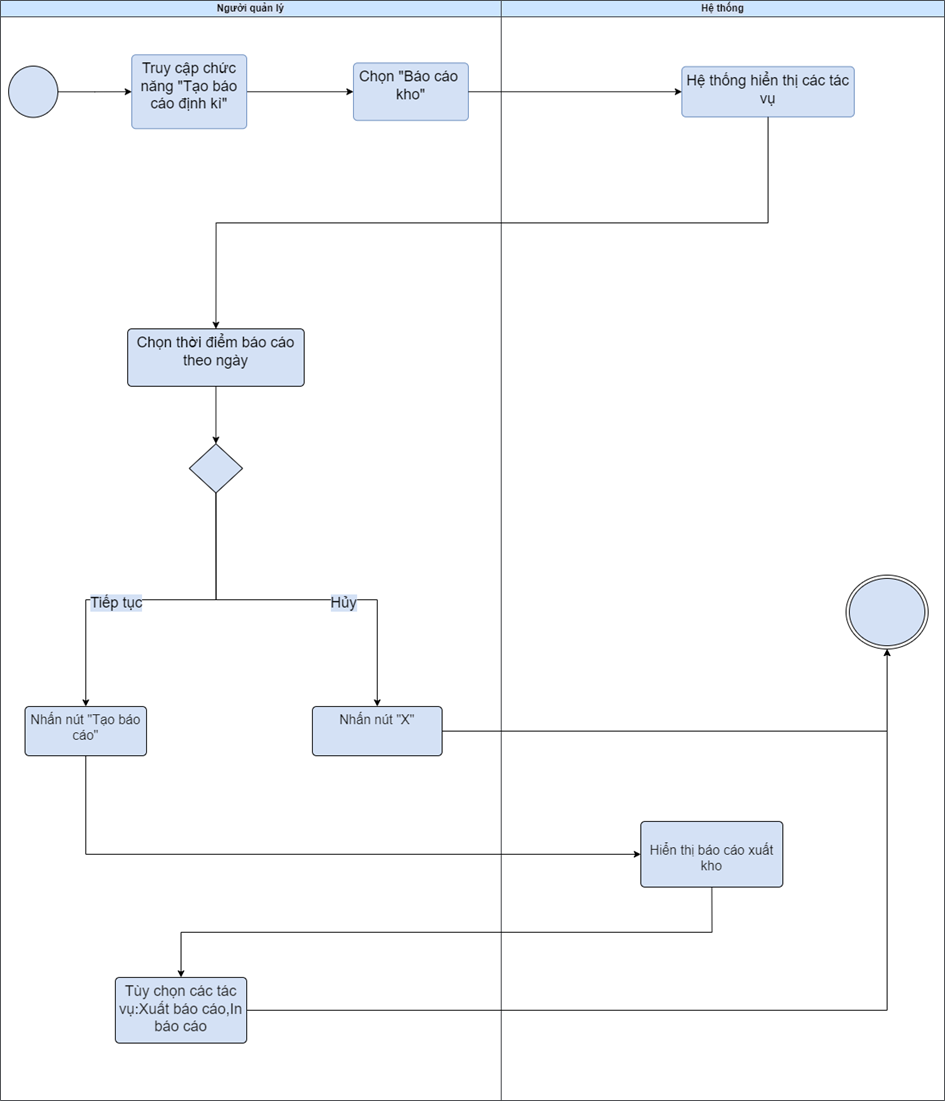 Người quản lý
Hệ thống
Truy cập chức
năng "Tạo báo
cáo định kì"
Chọn "Báo cáo
kho"
Hệ thống hiển thị các tác
vụ
Chọn thời điểm báo cáo
theo ngày
Tiếp tục
Hủy
Nhấn nút "Tạo báo
cáo"
Nhấn nút "X"
Hiển thị báo cáo xuất
kho
Tùy chọn các tác
vụ:Xuất báo cáo,In
báo cáo